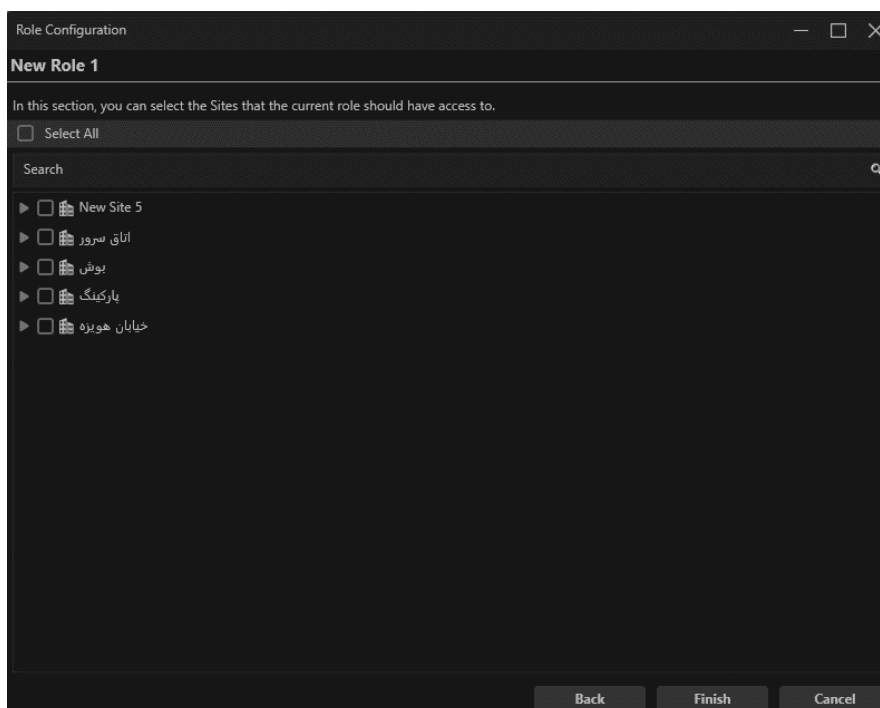 Role Configuration
New Role 1
In this section, you can select the Sites that the current role should have access to.
Select All
Search
New Site 5
اتاق سرور
بوش
پارکینگ
خیابان هویزه
Back Finish Cancel